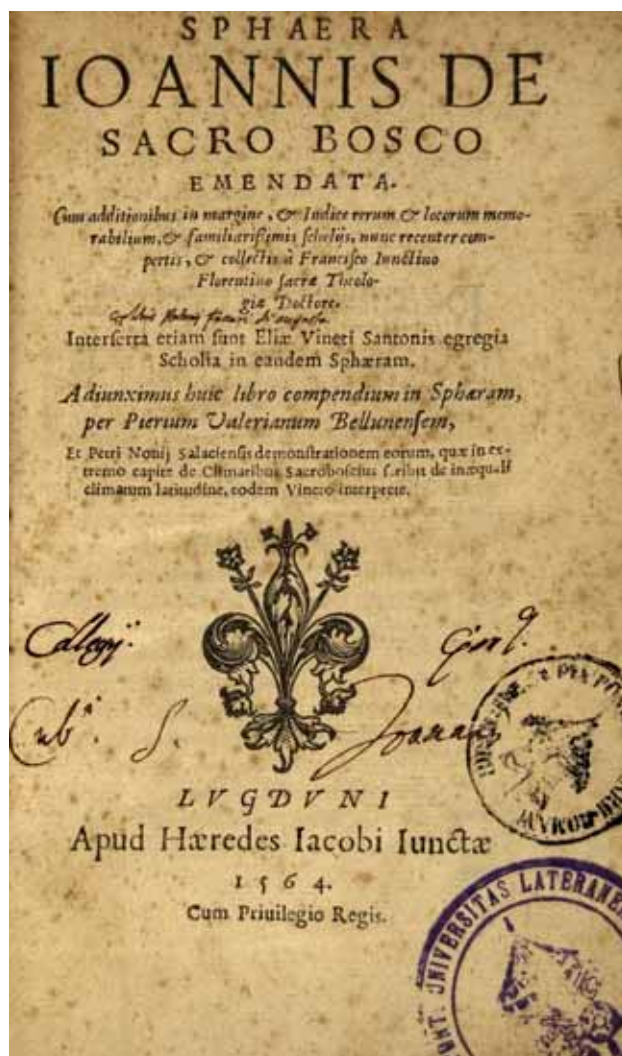 SPHAERA
IOANNIS DE
SACRO BOSCO
EMENDATA.
Cum additionibus in margine, & Indice rerum & locorum memo-
rabilium, & familiarißimis scholijs, nunc recenter com-
pertis, & collectis à Francisco Iunctino
Florentino sacræ Theolo-
giæ Doctore.
Interserta etiam sunt Eliæ Vineti Santonis egregia
Scholia in eandem Sphæram.
Adiunximus huic libro compendium in Sphæram,
per Pierium Valerianum Bellunensem,
Et Petri Nonij Salaciensis demonstrationem eorum, quæ in ex-
tremo capite de Climatibus Sacroboscius scribit de inæquali
climatum latitudine, eodem Vineto interprete.
Collegij
Cub. S. Joannis
LVGDVNI
Apud Hæredes Iacobi Iunctæ
1564.
Cum Priuilegio Regis.
UNIVERSITAS LATERANE